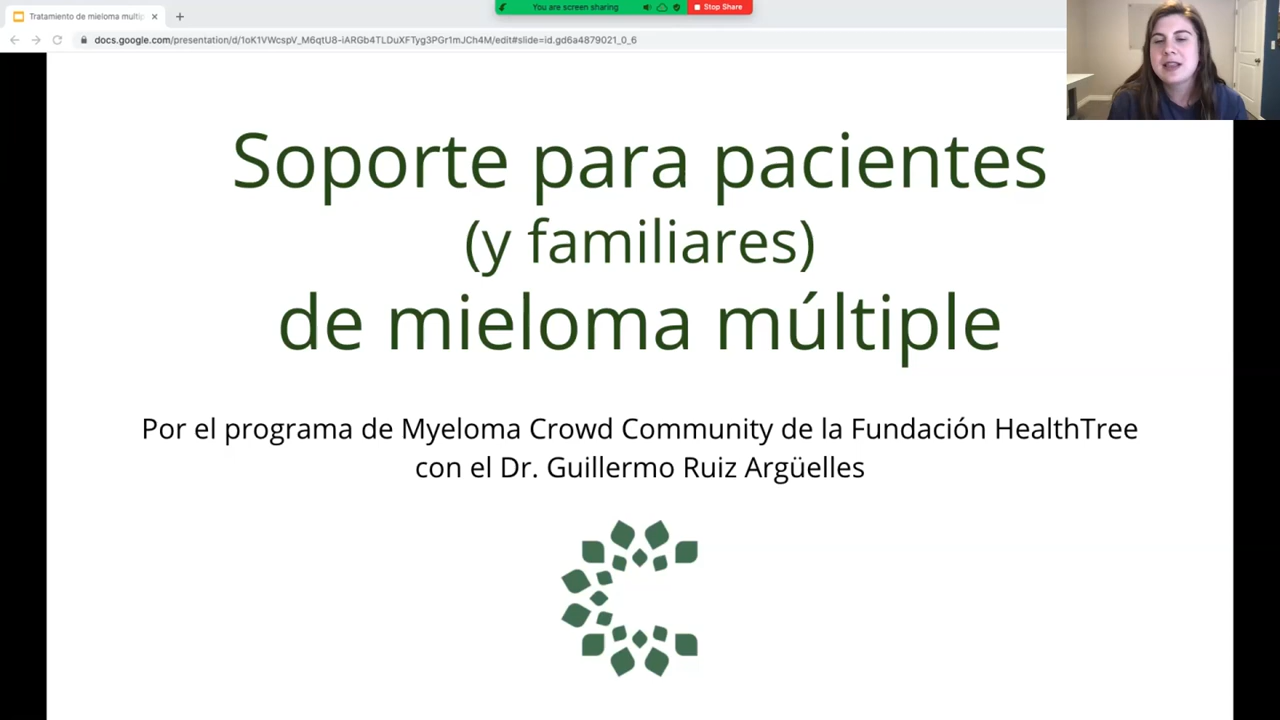 Tratamiento de mieloma multip
You are screen sharing
Stop Share
docs.google.com/presentation/d/1oK1VWcspV_M6qtU8-iARGb4TLDuXFTyg3PGr1mJCh4M/edit#slide=id.gd6a4879021_0_6
Soporte para pacientes
(y familiares)
de mieloma múltiple
Por el programa de Myeloma Crowd Community de la Fundación HealthTree
con el Dr. Guillermo Ruiz Argüelles